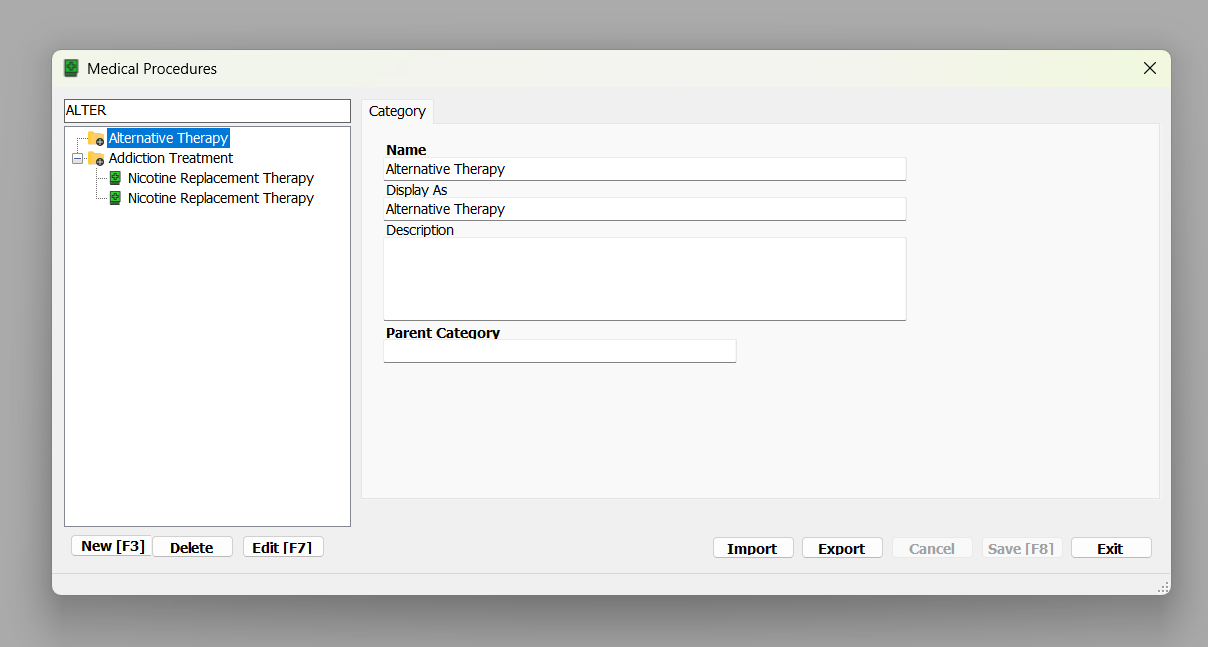 Medical Procedures
ALTER
Alternative Therapy
Addiction Treatment
Nicotine Replacement Therapy
Nicotine Replacement Therapy
Category
Name
Alternative Therapy
Display As
Alternative Therapy
Description
Parent Category
New [F3]
Delete
Edit [F7]
Import
Export
Cancel
Save [F8]
Exit